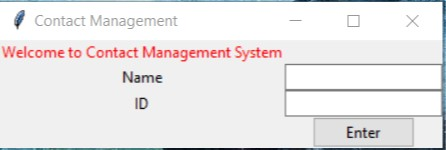 Contact Management
Welcome to Contact Management System
Name
ID
Enter